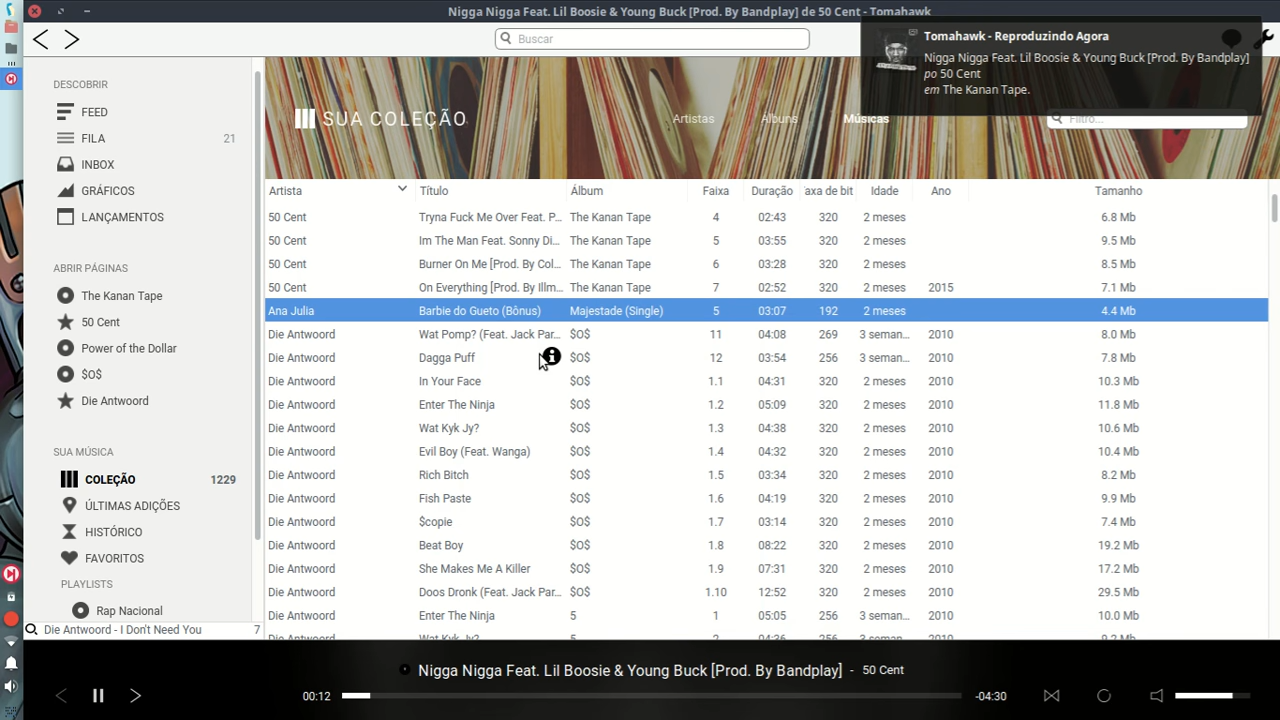 Nigga Nigga Feat. Lil Boosie & Young Buck [Prod. By Bandplay] de 50 Cent - Tomahawk
Buscar
Tomahawk - Reproduzindo Agora
Nigga Nigga Feat. Lil Boosie & Young Buck [Prod. By Bandplay]
po 50 Cent
em The Kanan Tape.
SUA COLEÇÃO
Artistas Álbuns Músicas
Filtro...
DESCOBRIR
FEED
FILA 21
INBOX
GRÁFICOS
LANÇAMENTOS
ABRIR PÁGINAS
The Kanan Tape
50 Cent
Power of the Dollar
$O$
Die Antwoord
SUA MÚSICA
COLEÇÃO 1229
ÚLTIMAS ADIÇÕES
HISTÓRICO
FAVORITOS
PLAYLISTS
Rap Nacional
Die Antwoord - I Don't Need You 7
Artista Título Álbum Faixa Duração axa de bit Idade Ano Tamanho
50 Cent Tryna Fuck Me Over Feat. P... The Kanan Tape 4 02:43 320 2 meses 6.8 Mb
50 Cent Im The Man Feat. Sonny Di... The Kanan Tape 5 03:55 320 2 meses 9.5 Mb
50 Cent Burner On Me [Prod. By Col... The Kanan Tape 6 03:28 320 2 meses 8.5 Mb
50 Cent On Everything [Prod. By Illm... The Kanan Tape 7 02:52 320 2 meses 2015 7.1 Mb
Ana Julia Barbie do Gueto (Bônus) Majestade (Single) 5 03:07 192 2 meses 4.4 Mb
Die Antwoord Wat Pomp? (Feat. Jack Par... $O$ 11 04:08 269 3 seman... 2010 8.0 Mb
Die Antwoord Dagga Puff $O$ 12 03:54 256 3 seman... 2010 7.8 Mb
Die Antwoord In Your Face $O$ 1.1 04:31 320 2 meses 2010 10.3 Mb
Die Antwoord Enter The Ninja $O$ 1.2 05:09 320 2 meses 2010 11.8 Mb
Die Antwoord Wat Kyk Jy? $O$ 1.3 04:38 320 2 meses 2010 10.6 Mb
Die Antwoord Evil Boy (Feat. Wanga) $O$ 1.4 04:32 320 2 meses 2010 10.4 Mb
Die Antwoord Rich Bitch $O$ 1.5 03:34 320 2 meses 2010 8.2 Mb
Die Antwoord Fish Paste $O$ 1.6 04:19 320 2 meses 2010 9.9 Mb
Die Antwoord $copie $O$ 1.7 03:14 320 2 meses 2010 7.4 Mb
Die Antwoord Beat Boy $O$ 1.8 08:22 320 2 meses 2010 19.2 Mb
Die Antwoord She Makes Me A Killer $O$ 1.9 07:31 320 2 meses 2010 17.2 Mb
Die Antwoord Doos Dronk (Feat. Jack Par... $O$ 1.10 12:52 320 2 meses 2010 29.5 Mb
Die Antwoord Enter The Ninja 5 1 05:05 256 3 seman... 2010 10.0 Mb
Die Antwoord Wat Kyk Jy? 5 2 04:36 256 3 seman... 2010 9.2 Mb
Nigga Nigga Feat. Lil Boosie & Young Buck [Prod. By Bandplay] - 50 Cent
00:12 -04:30